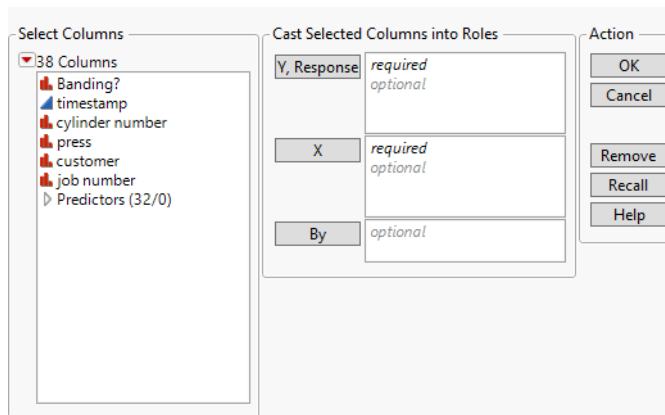 Select Columns
38 Columns
Banding?
timestamp
cylinder number
press
customer
job number
Predictors (32/0)
Cast Selected Columns into Roles
Y, Response
required
optional
X
required
optional
By
optional
Action
OK
Cancel
Remove
Recall
Help